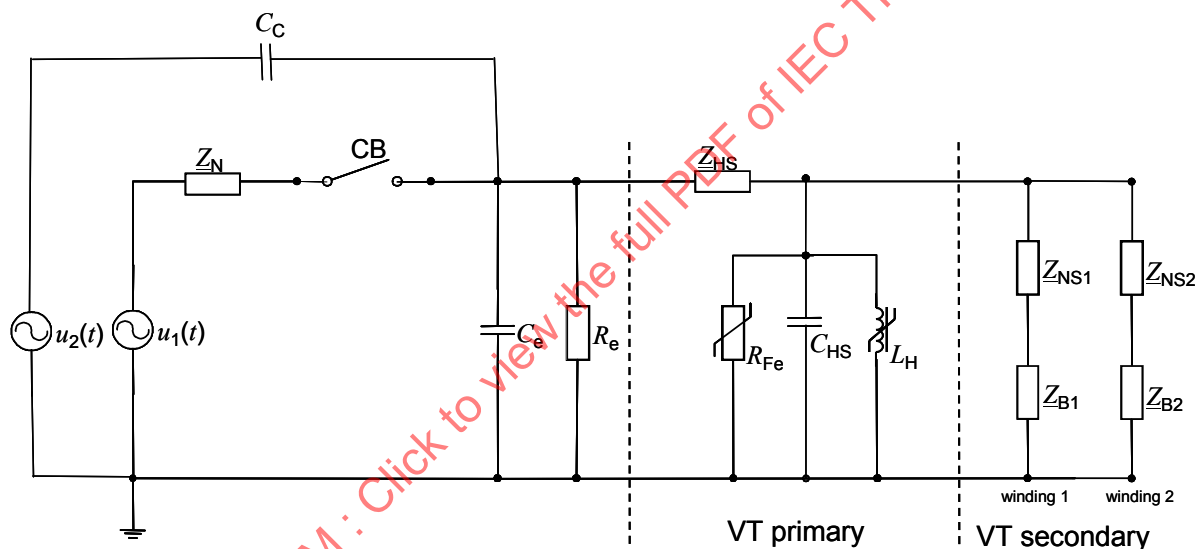 C_C
Z_N
CB
Z_HS
u_2(t)
u_1(t)
C_e
R_e
R_Fe
C_HS
L_H
Z_NS1
Z_NS2
Z_B1
Z_B2
winding 1
winding 2
VT primary
VT secondary
M : Click to view the full PDF of IEC T